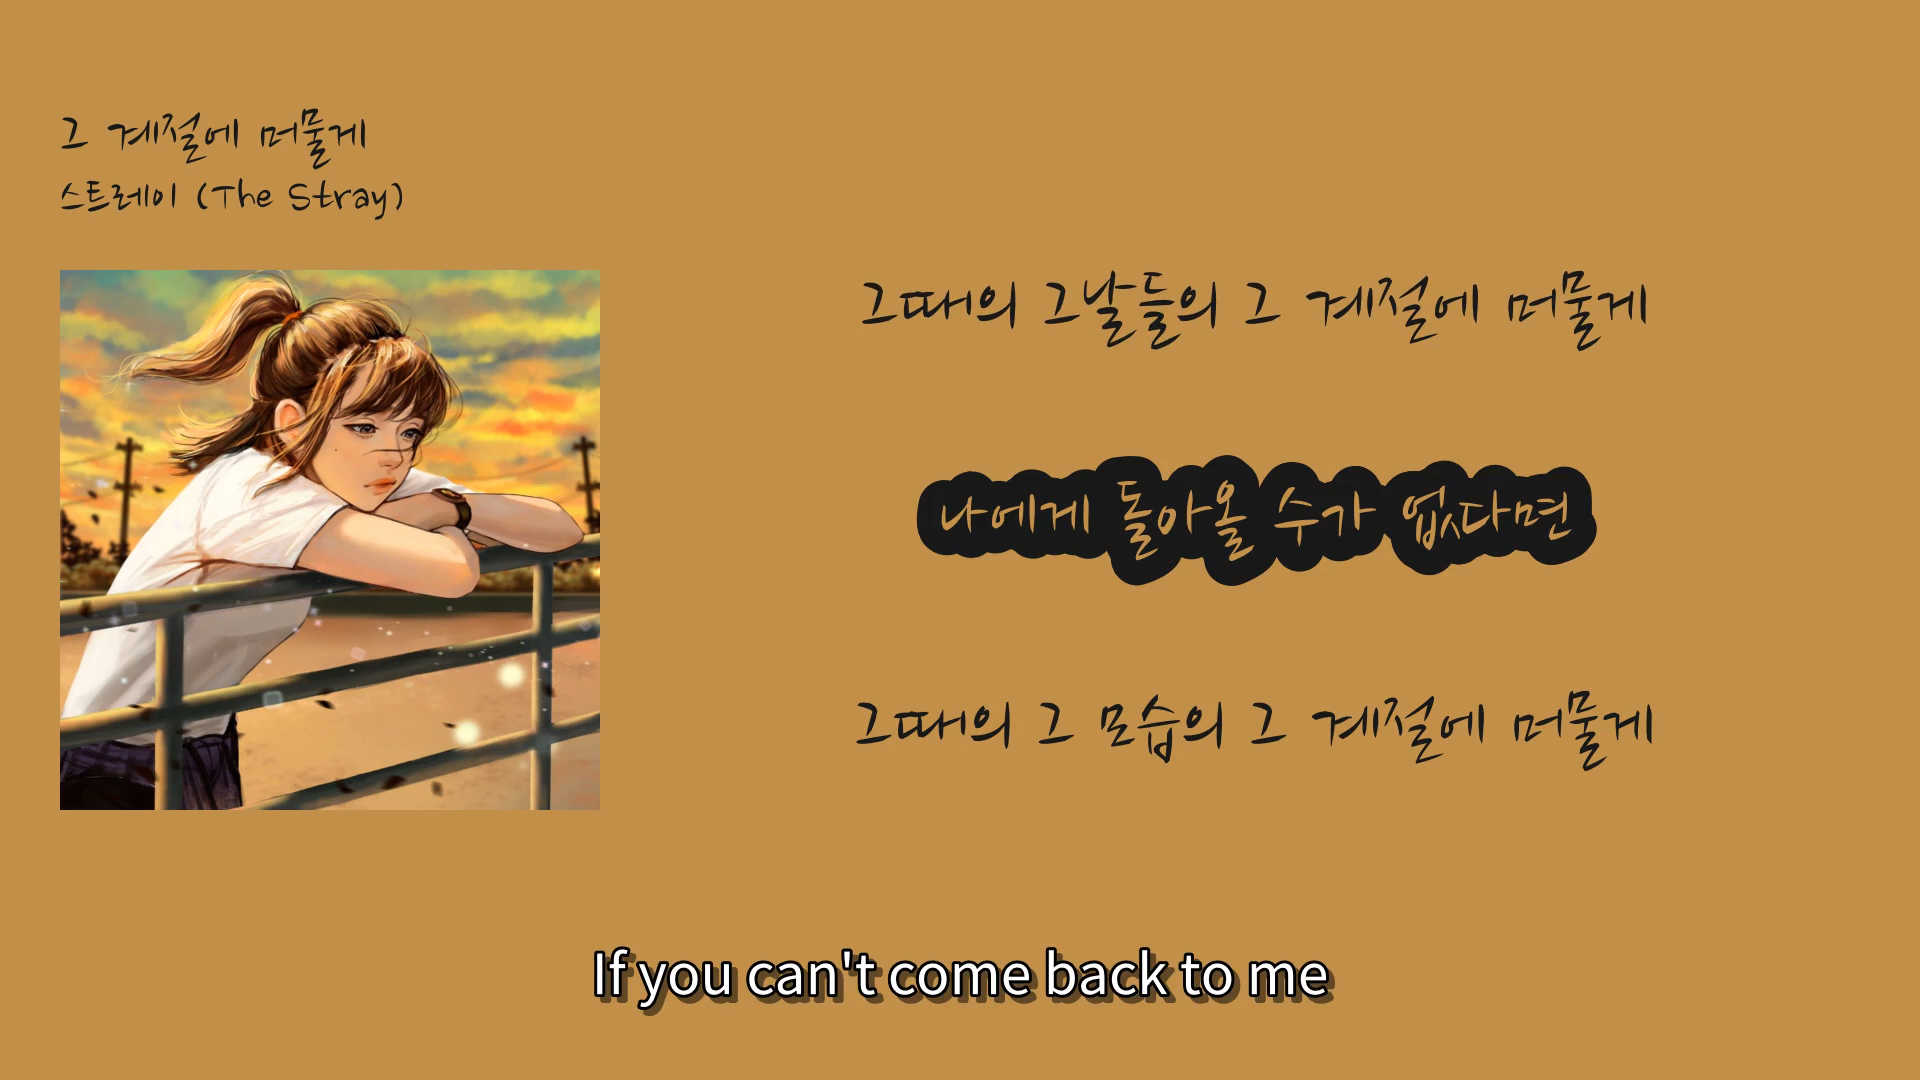 그 계절에 머물게
스트레이 (The Stray)
그때의 그날들의 그 계절에 머물게
나에게 돌아올 수가 없다면
그때의 그 모습의 그 계절에 머물게
If you can't come back to me